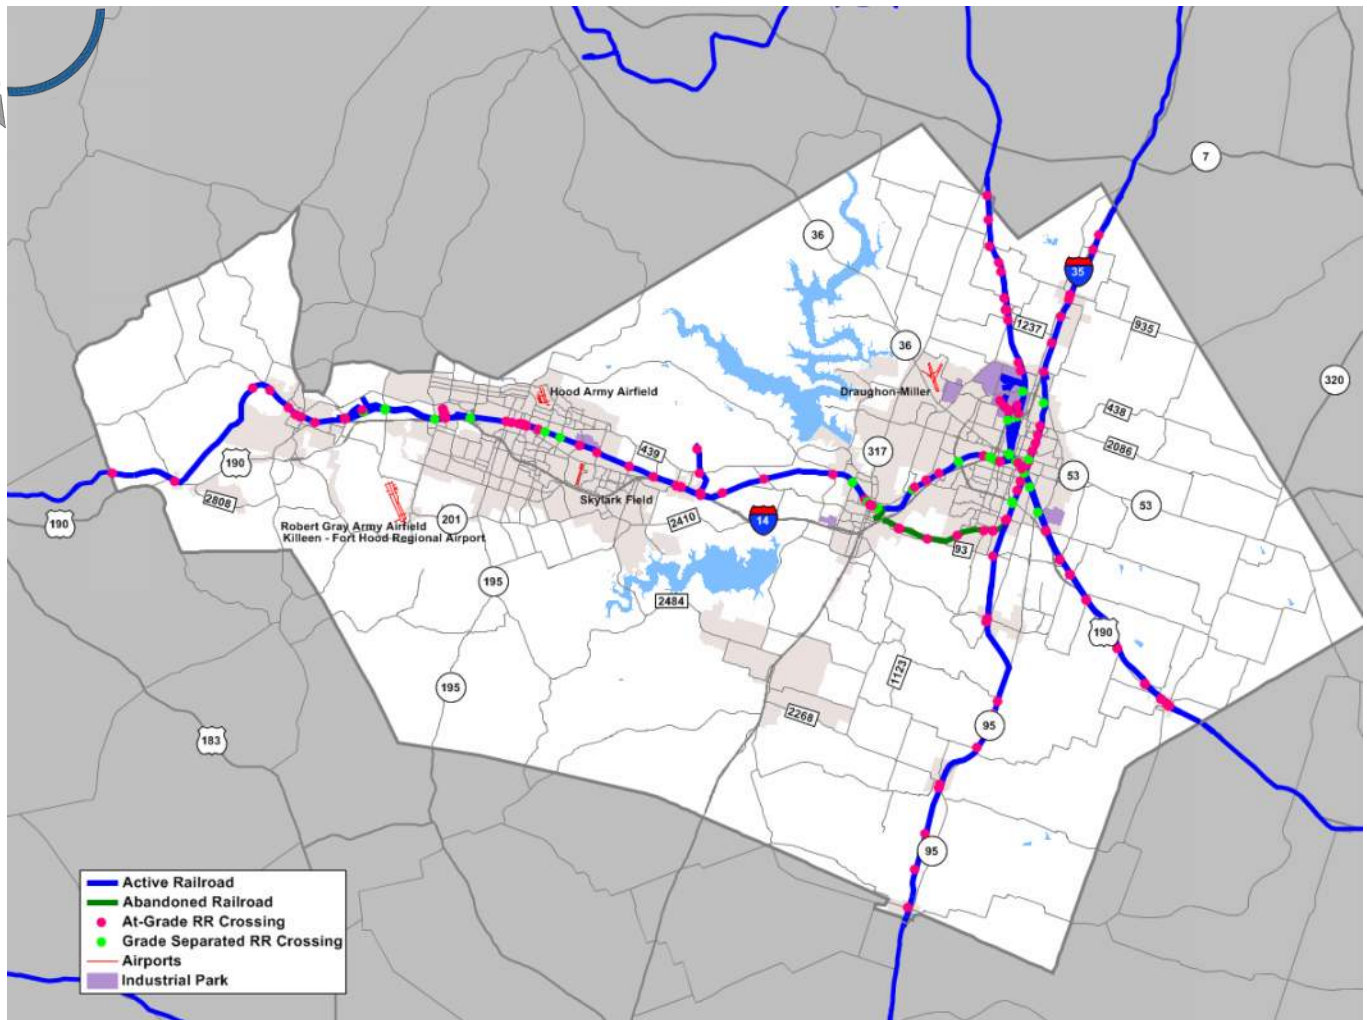 7
36
35
1237
935
36
320
Hood Army Airfield
Draughon-Miller
438
2086
439
317
190
53
2808
Skylark Field
53
190
2410
14
201
Robert Gray Army Airfield
Killeen - Fort Hood Regional Airport
93
195
2484
190
1123
195
2268
95
183
95
Active Railroad
Abandoned Railroad
At-Grade RR Crossing
Grade Separated RR Crossing
Airports
Industrial Park